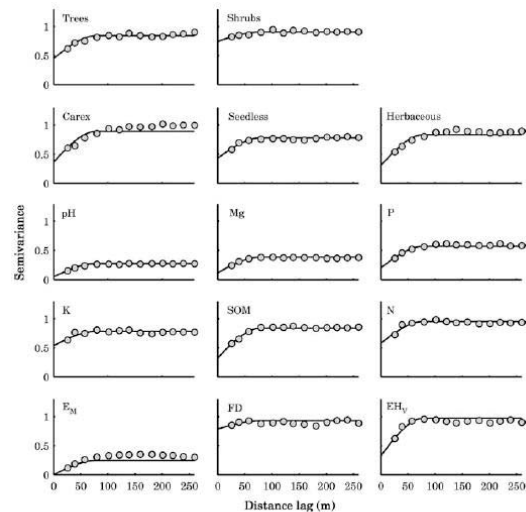 Trees
Shrubs
1
0.5
0
Carex
Seedless
Herbaceous
1
0.5
0
pH
Mg
P
1
0.5
0
Semivariance
K
SOM
N
1
0.5
0
E_M
FD
EH_V
1
0.5
0
0 50 100 150 200 250
0 50 100 150 200 250
0 50 100 150 200 250
Distance lag (m)